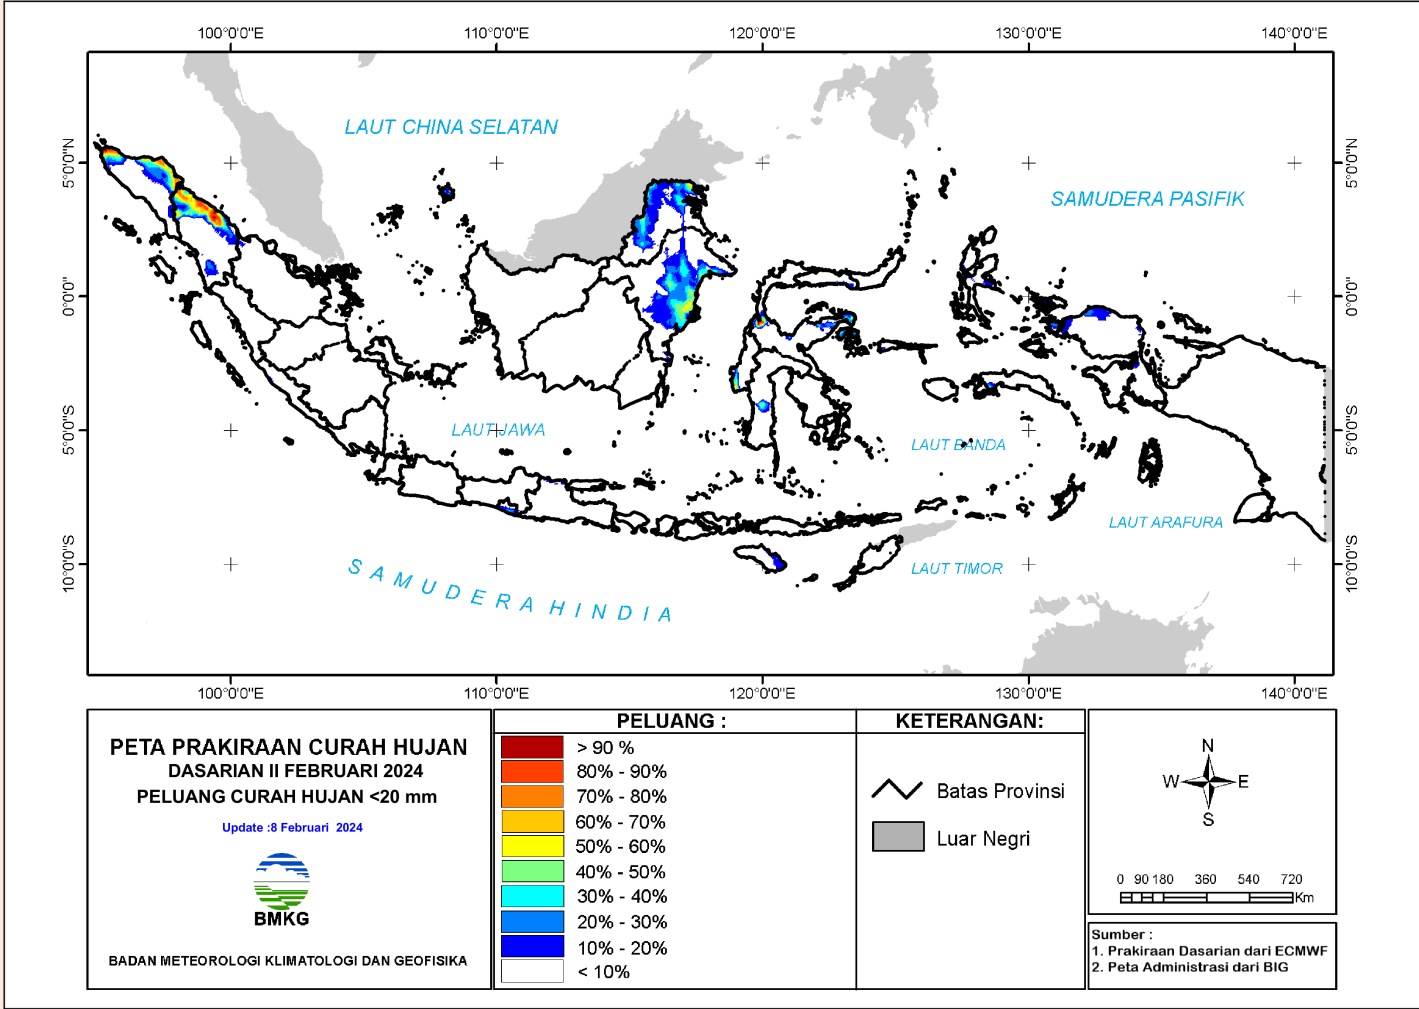 100°0'0"E
110°0'0"E
120°0'0"E
130°0'0"E
140°0'0"E
5°0'0"N
0°0'0"
5°0'0"S
10°0'0"S
5°0'0"N
0°0'0"
5°0'0"S
10°0'0"S
LAUT CHINA SELATAN
SAMUDERA PASIFIK
LAUT JAWA
LAUT BANDA
LAUT ARAFURA
LAUT TIMOR
SAMUDERA HINDIA
100°0'0"E
110°0'0"E
120°0'0"E
130°0'0"E
140°0'0"E
PETA PRAKIRAAN CURAH HUJAN
DASARIAN II FEBRUARI 2024
PELUANG CURAH HUJAN <20 mm
Update :8 Februari 2024
BMKG
BADAN METEOROLOGI KLIMATOLOGI DAN GEOFISIKA
PELUANG :
> 90 %
80% - 90%
70% - 80%
60% - 70%
50% - 60%
40% - 50%
30% - 40%
20% - 30%
10% - 20%
< 10%
KETERANGAN:
Batas Provinsi
Luar Negri
N
W E
S
0 90 180 360 540 720
Km
Sumber :
1. Prakiraan Dasarian dari ECMWF
2. Peta Administrasi dari BIG